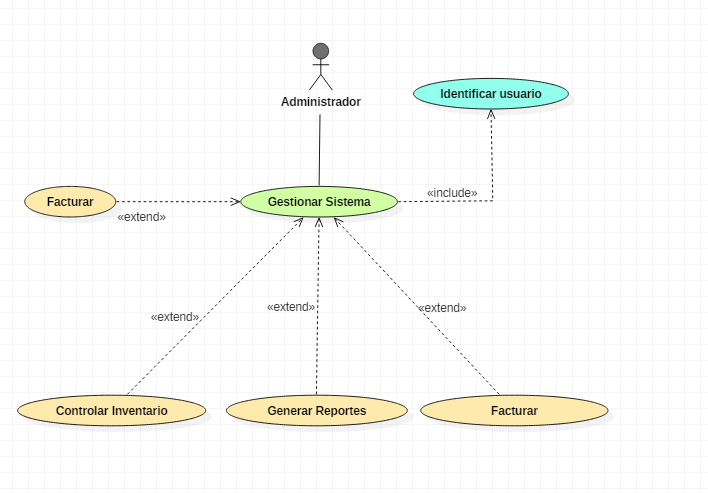 Administrador
Identificar usuario
«include»
Facturar
Gestionar Sistema
«extend»
«extend»
«extend»
«extend»
Controlar Inventario
Generar Reportes
Facturar